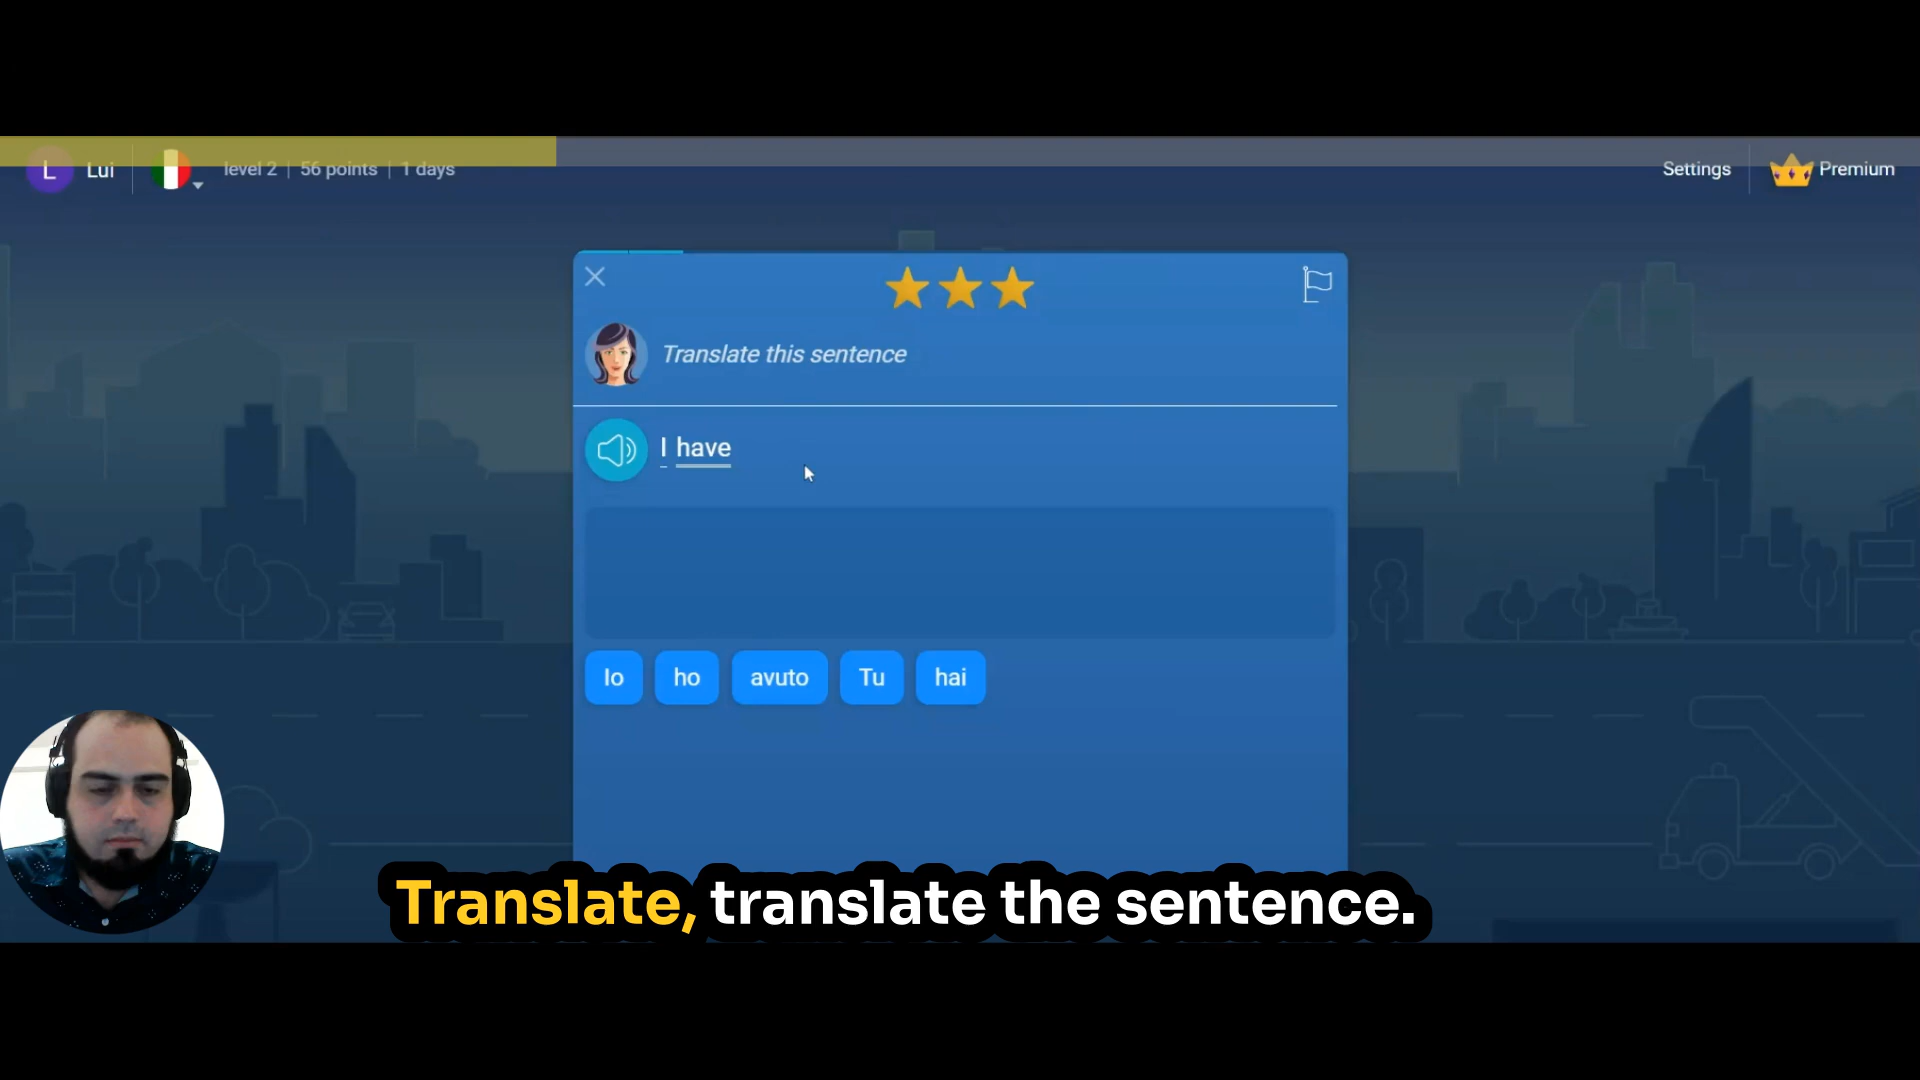 L Lui level 2 | 56 points | 1 days Settings Premium
Translate this sentence
I have
Io ho avuto Tu hai
Translate, translate the sentence.